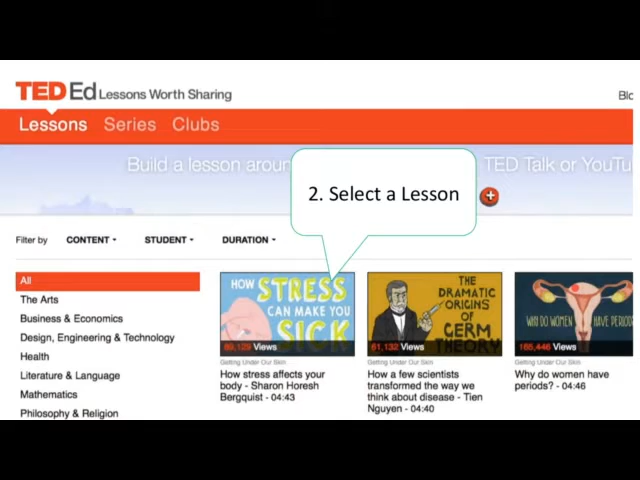 TED Ed Lessons Worth Sharing
Lessons Series Clubs
Build a lesson
TED Talk or
2. Select a Lesson
Filter by CONTENT STUDENT DURATION
All
The Arts
Business & Economics
Design, Engineering & Technology
Health
Literature & Language
Mathematics
Philosophy & Religion
HOW STRESS
CAN MAKE YOU
SICK
89,129 Views
Getting Under Our Skin
How stress affects your
body - Sharon Horesh
Bergquist - 04:43
THE
DRAMATIC
ORIGINS
OF
GERM
THEORY
61,132 Views
Getting Under Our Skin
How a few scientists
transformed the way we
think about disease - Tien
Nguyen - 04:40
WHY DO WOMEN HAVE PERIODS
165,446 Views
Getting Under Our Skin
Why do women have
periods? - 04:46